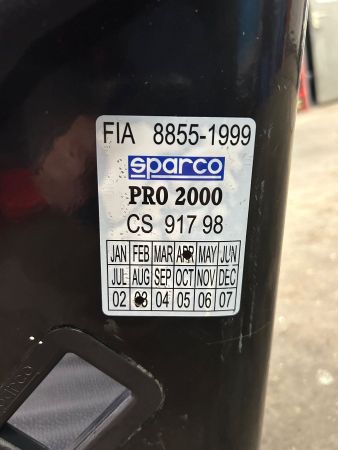 FIA 8855-1999
sparco
PRO 2000
CS 917 98
JAN FEB MAR APR MAY JUN
JUL AUG SEP OCT NOV DEC
02 03 04 05 06 07
sparco